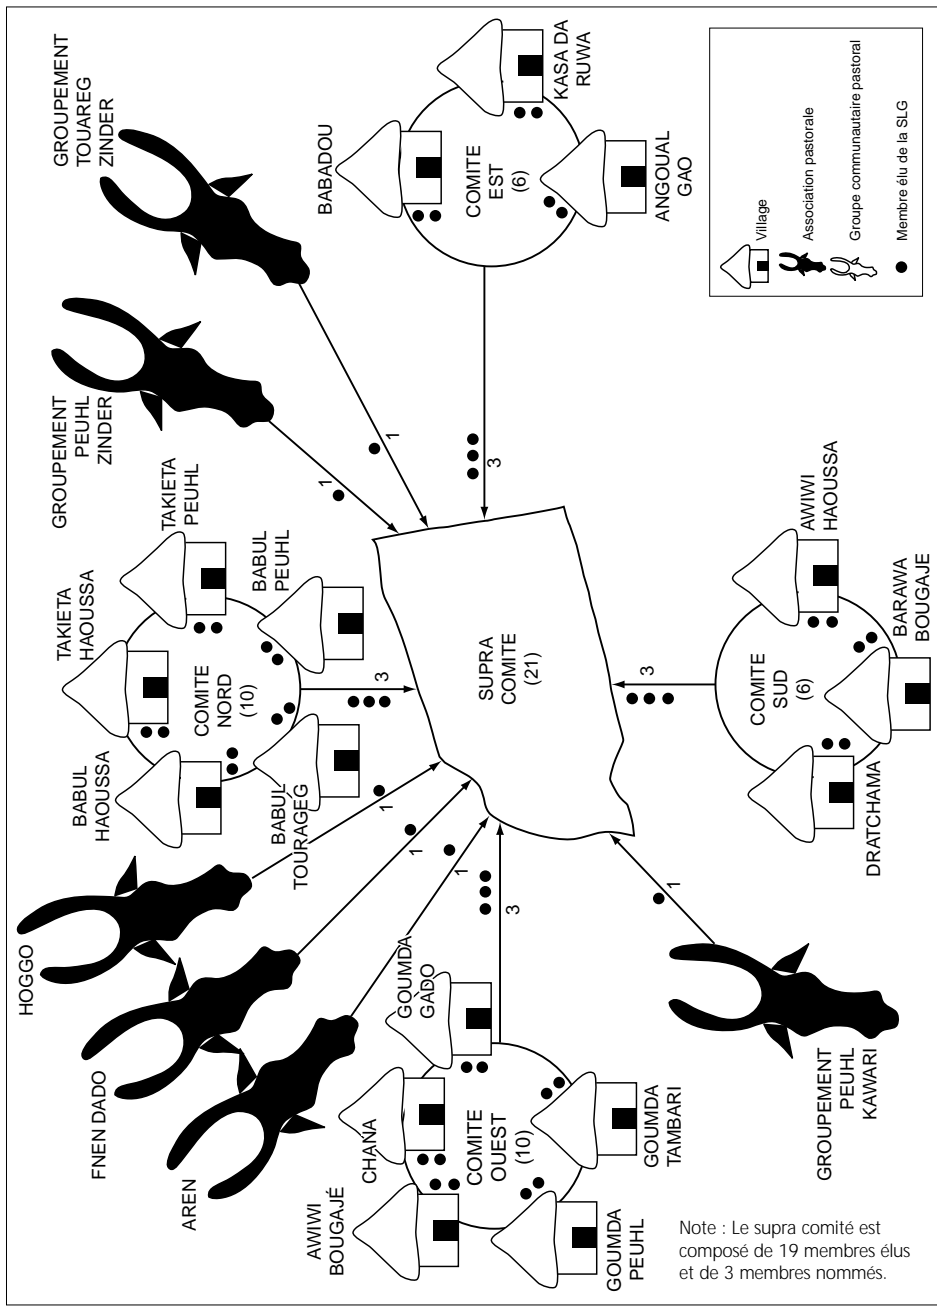 GROUPEMENT
TOUAREG
ZINDER
GROUPEMENT
PEUHL
ZINDER
HOGGO
FNEN DADO
AREN
GROUPEMENT
PEUHL
KAWARI
BABADOU
KASA DA
RUWA
ANGOUAL
GAO
COMITE
EST
(6)
3
1
1
TAKIETA
HAOUSSA
TAKIETA
PEUHL
BABUL
HAOUSSA
BABUL
PEUHL
BABUL
TOURAGEG
COMITE
NORD
(10)
3
1
1
1
SUPRA
COMITE
(21)
AWIWI
BOUGAJÉ
CHANA
GOUMDA
GADO
GOUMDA
PEUHL
GOUMDA
TAMBARI
COMITE
OUEST
(10)
3
1
AWIWI
HAOUSSA
BARAWA
BOUGAJE
DRATCHAMA
COMITE
SUD
(6)
3
Village
Association pastorale
Groupe communautaire pastoral
Membre élu de la SLG
Note : Le supra comité est
composé de 19 membres élus
et de 3 membres nommés.